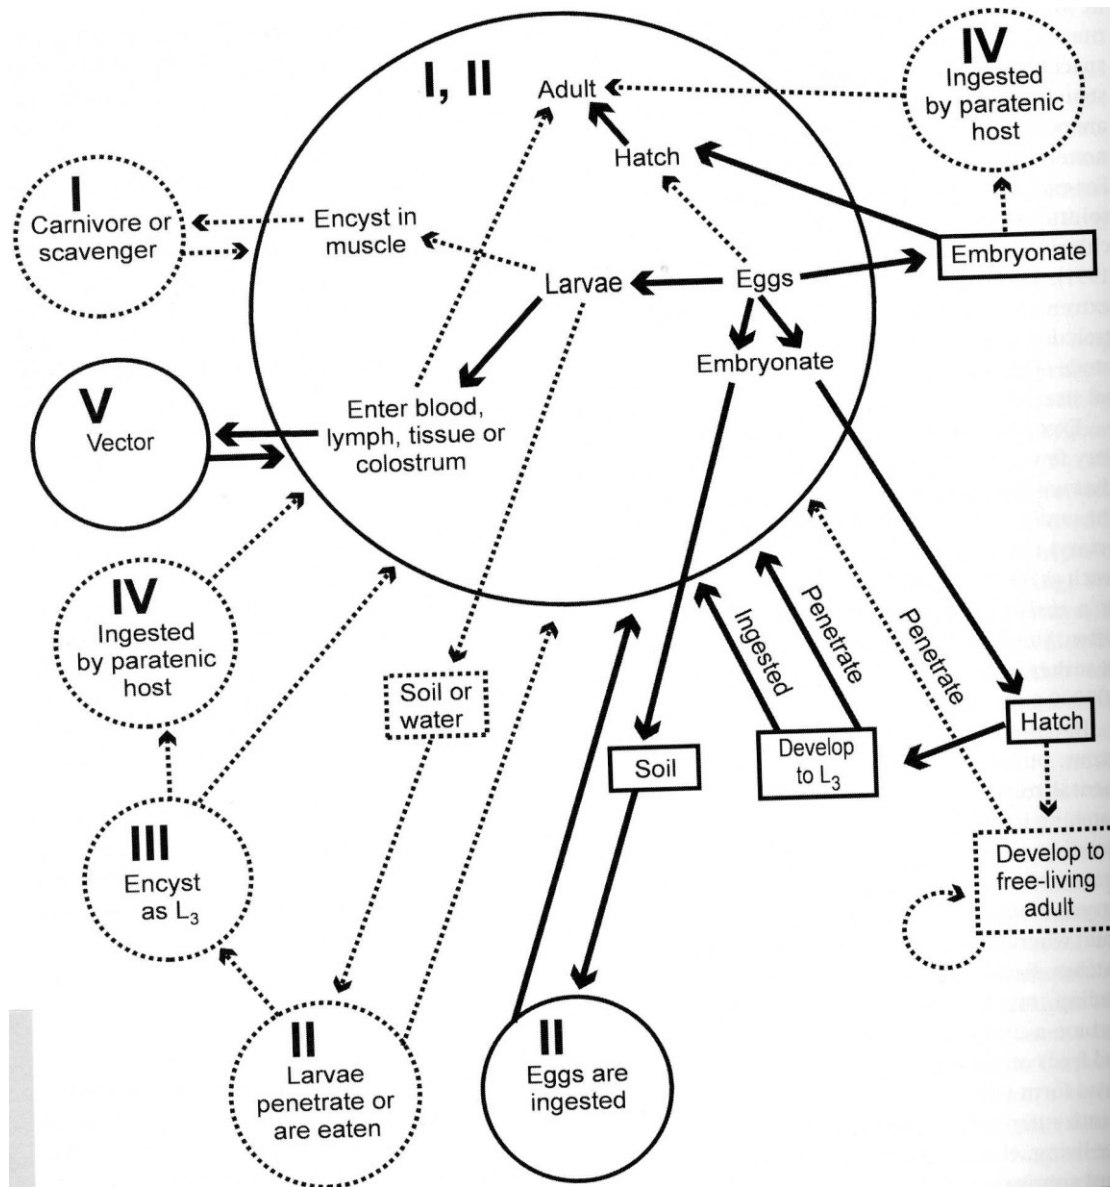 I, II
Adult
Hatch
IV
Ingested
by paratenic
host
I
Carnivore or
scavenger
Encyst in
muscle
Larvae
Eggs
Embryonate
Embryonate
V
Vector
Enter blood,
lymph, tissue or
colostrum
IV
Ingested
by paratenic
host
Soil or
water
Ingested
Penetrate
Penetrate
Soil
Develop
to L3
Hatch
III
Encyst
as L3
Develop to
free-living
adult
II
Larvae
penetrate or
are eaten
II
Eggs are
ingested